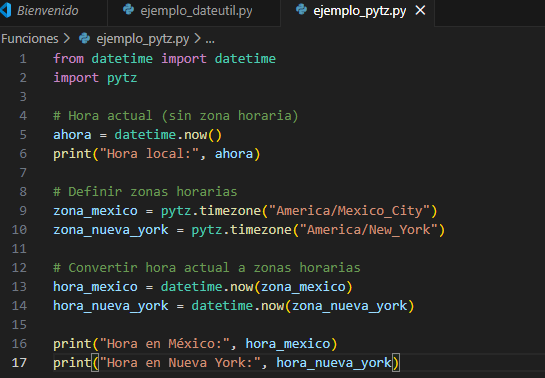 Bienvenido ejemplo_dateutil.py ejemplo_pytz.py ×
Funciones > ejemplo_pytz.py > ...
1 from datetime import datetime
2 import pytz
3
4 # Hora actual (sin zona horaria)
5 ahora = datetime.now()
6 print("Hora local:", ahora)
7
8 # Definir zonas horarias
9 zona_mexico = pytz.timezone("America/Mexico_City")
10 zona_nueva_york = pytz.timezone("America/New_York")
11
12 # Convertir hora actual a zonas horarias
13 hora_mexico = datetime.now(zona_mexico)
14 hora_nueva_york = datetime.now(zona_nueva_york)
15
16 print("Hora en México:", hora_mexico)
17 print("Hora en Nueva York:", hora_nueva_york)